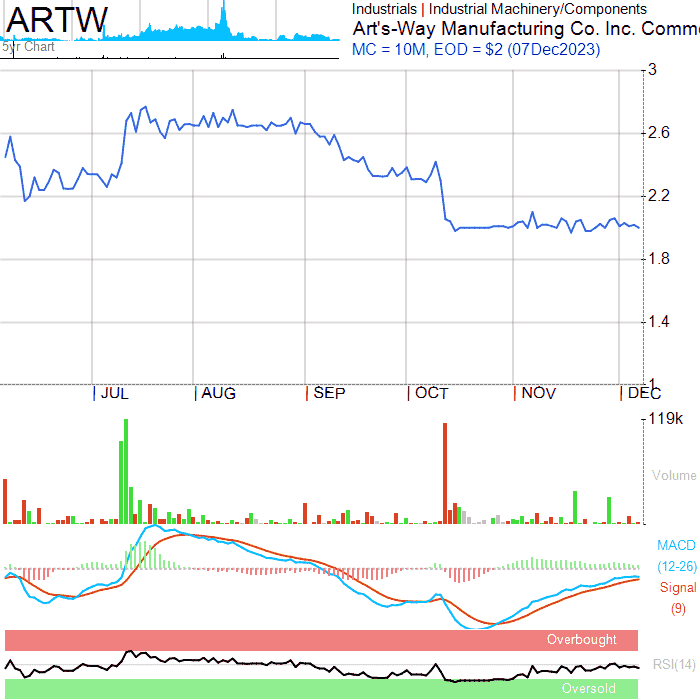 ARTW
5yr Chart
Industrials | Industrial Machinery/Components
Art's-Way Manufacturing Co. Inc. Comm
MC = 10M, EOD = $2 (07Dec2023)
3
2.6
2.2
1.8
1.4
1
JUL AUG SEP OCT NOV DEC
119k
Volume
MACD
(12-26)
Signal
(9)
Overbought
RSI(14)
Oversold